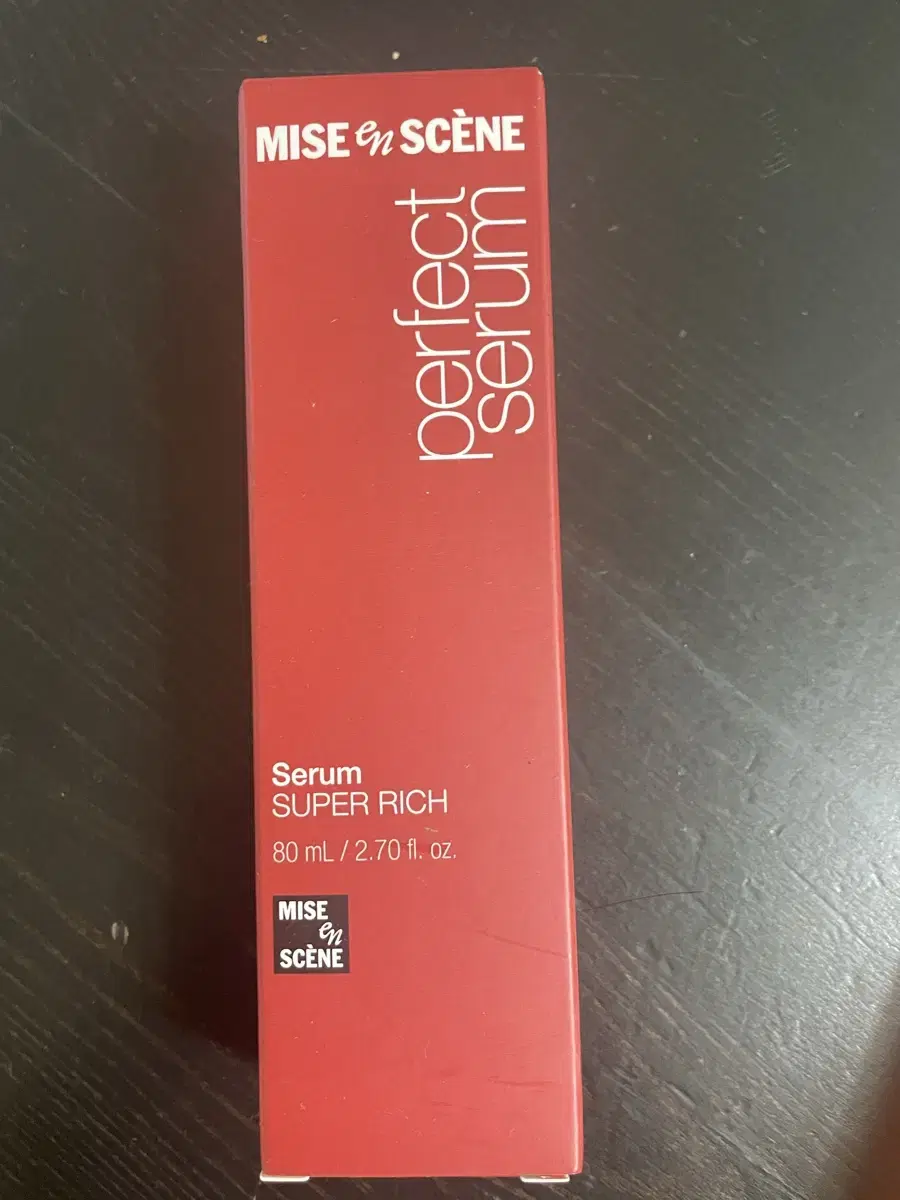 MISE en SCÈNE
perfect
serum
Serum
SUPER RICH
80 mL / 2.70 fl. oz.
MISE
en
SCÈNE